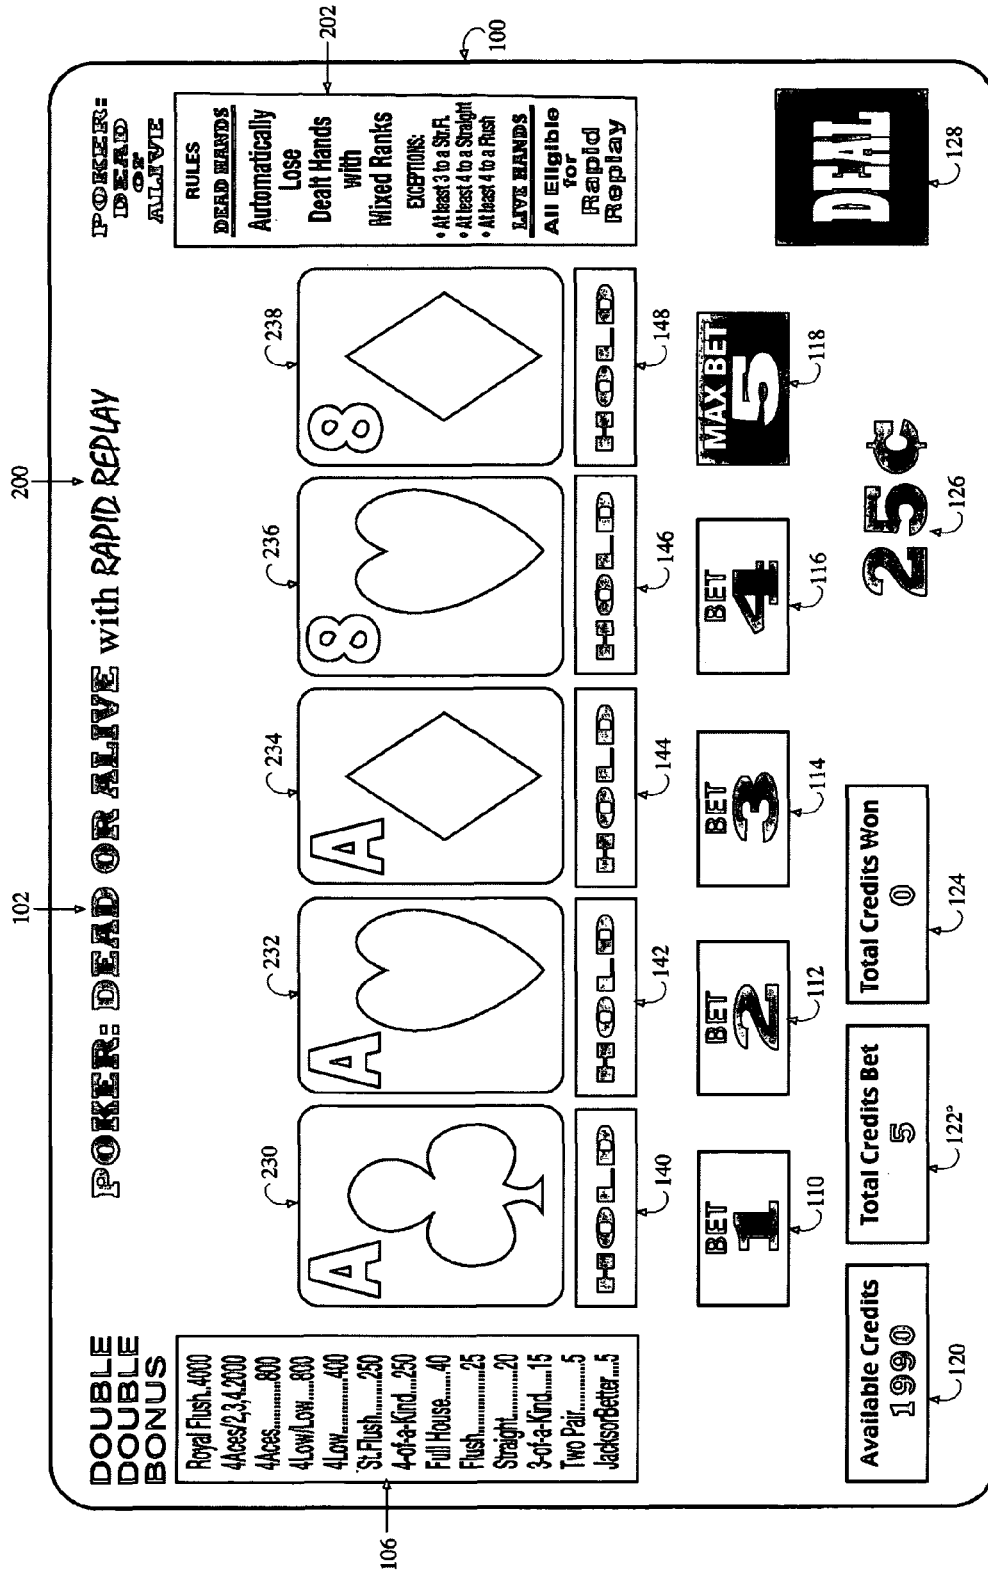 200
102
POKER: DEAD OR ALIVE with RAPID REPLAY
DOUBLE
DOUBLE
BONUS
Royal Flush..4000
4Aces/2,3,4.2000
4Aces............800
4Low/Low.....800
4Low..............400
St.Flush.......250
4-of-a-Kind....250
Full House......40
Flush..............25
Straight..........20
3-of-a-Kind....15
Two Pair..........5
JacksorBetter...5
106
230
232
234
236
238
A
A
A
8
8
HOLD
HOLD
HOLD
HOLD
HOLD
140
142
144
146
148
POKER:
DEAD
OR
ALIVE
RULES
DEAD HANDS
Automatically
Lose
Dealt Hands
with
Mixed Ranks
EXCEPTIONS:
• At least 3 to a Str.Fl.
• At least 4 to a Straight
• At least 4 to a Flush
LIVE HANDS
All Eligible
for
Rapid
Replay
202
100
BET
1
BET
2
BET
3
BET
4
MAX BET
5
110
112
114
116
118
DEAL
128
Available Credits
1990
Total Credits Bet
5
Total Credits Won
0
25¢
120
122°
124
126